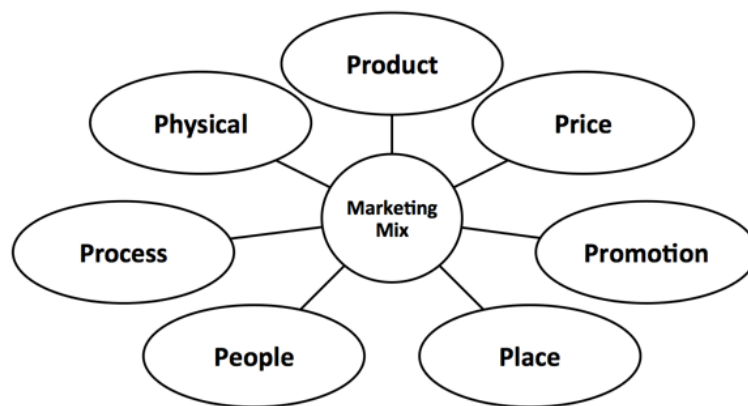 Product
Physical
Price
Marketing
Mix
Process
Promotion
People
Place